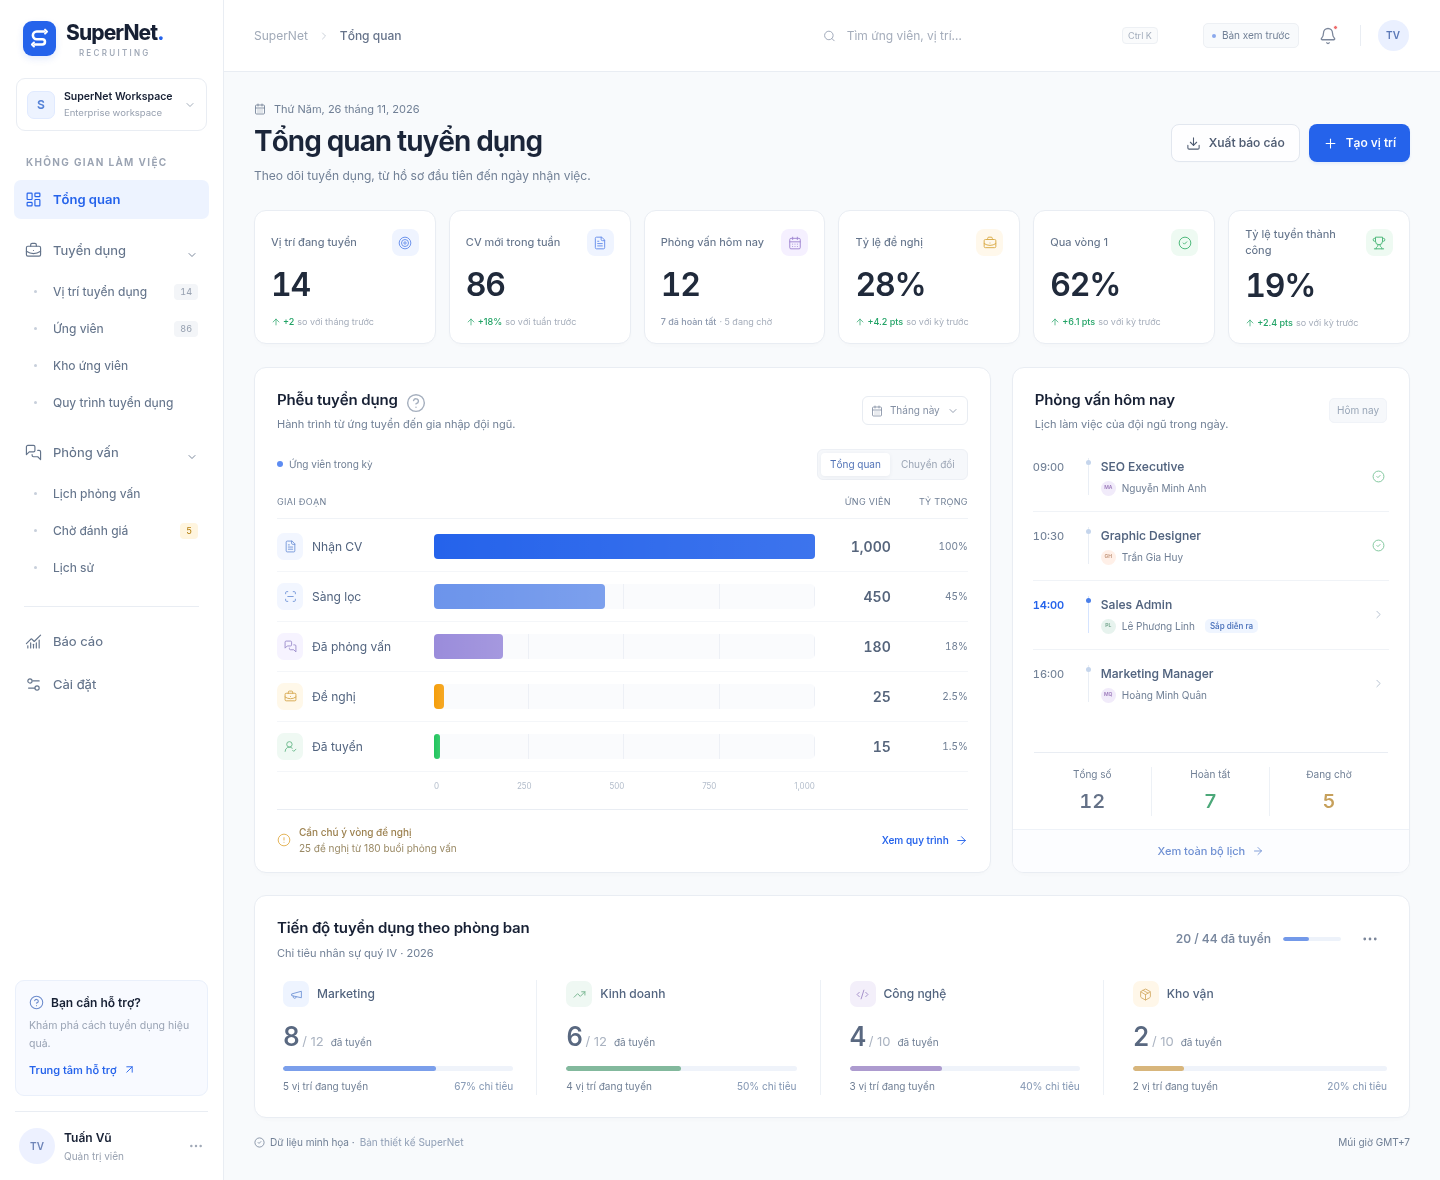 SuperNet.
RECRUITING
S
SuperNet Workspace
Enterprise workspace
KHÔNG GIAN LÀM VIỆC
Tổng quan
Tuyển dụng
Vị trí tuyển dụng 14
Ứng viên 86
Kho ứng viên
Quy trình tuyển dụng
Phỏng vấn
Lịch phỏng vấn
Chờ đánh giá 5
Lịch sử
Báo cáo
Cài đặt
Bạn cần hỗ trợ?
Khám phá cách tuyển dụng hiệu
quả.
Trung tâm hỗ trợ
TV
Tuấn Vũ
Quản trị viên
SuperNet
Tổng quan
Tìm ứng viên, vị trí...
Ctrl K
Bản xem trước
TV
Thứ Năm, 26 tháng 11, 2026
Tổng quan tuyển dụng
Theo dõi tuyển dụng, từ hồ sơ đầu tiên đến ngày nhận việc.
Xuất báo cáo
Tạo vị trí
Vị trí đang tuyển
14
+2 so với tháng trước
CV mới trong tuần
86
+18% so với tuần trước
Phỏng vấn hôm nay
12
7 đã hoàn tất · 5 đang chờ
Tỷ lệ đề nghị
28%
+4.2 pts so với kỳ trước
Qua vòng 1
62%
+6.1 pts so với kỳ trước
Tỷ lệ tuyển thành
công
19%
+2.4 pts so với kỳ trước
Phễu tuyển dụng
Hành trình từ ứng tuyển đến gia nhập đội ngũ.
Tháng này
Ứng viên trong kỳ
Tổng quan
Chuyển đổi
GIAI ĐOẠN ỨNG VIÊN TỶ TRỌNG
Nhận CV 1,000 100%
Sàng lọc 450 45%
Đã phỏng vấn 180 18%
Đề nghị 25 2.5%
Đã tuyển 15 1.5%
0 250 500 750 1,000
Cần chú ý vòng đề nghị
25 đề nghị từ 180 buổi phỏng vấn
Xem quy trình
Phỏng vấn hôm nay
Lịch làm việc của đội ngũ trong ngày.
Hôm nay
09:00 SEO Executive
MA Nguyễn Minh Anh
10:30 Graphic Designer
GH Trần Gia Huy
14:00 Sales Admin
PL Lê Phương Linh Sắp diễn ra
16:00 Marketing Manager
MQ Hoàng Minh Quân
Tổng số Hoàn tất Đang chờ
12 7 5
Xem toàn bộ lịch
Tiến độ tuyển dụng theo phòng ban
Chỉ tiêu nhân sự quý IV · 2026
20 / 44 đã tuyển
Marketing
8 / 12 đã tuyển
5 vị trí đang tuyển 67% chỉ tiêu
Kinh doanh
6 / 12 đã tuyển
4 vị trí đang tuyển 50% chỉ tiêu
Công nghệ
4 / 10 đã tuyển
3 vị trí đang tuyển 40% chỉ tiêu
Kho vận
2 / 10 đã tuyển
2 vị trí đang tuyển 20% chỉ tiêu
Dữ liệu minh họa · Bản thiết kế SuperNet
Múi giờ GMT+7